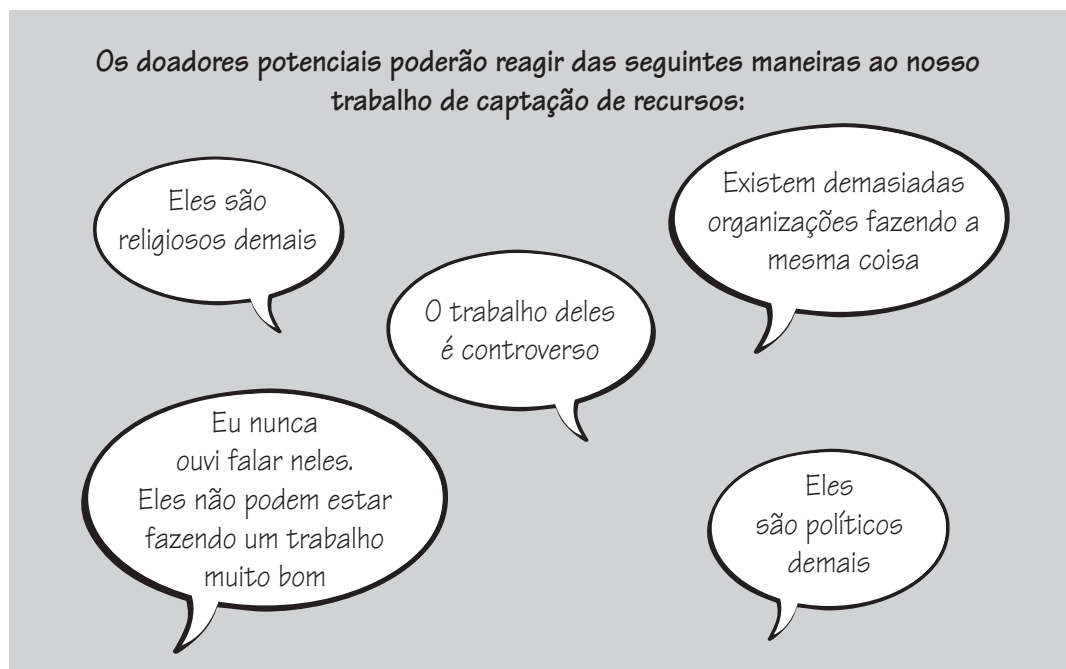 Os doadores potenciais poderão reagir das seguintes maneiras ao nosso
trabalho de captação de recursos:
Eles são
religiosos demais
Existem demasiadas
organizações fazendo a
mesma coisa
O trabalho deles
é controverso
Eu nunca
ouvi falar neles.
Eles não podem estar
fazendo um trabalho
muito bom
Eles
são políticos
demais